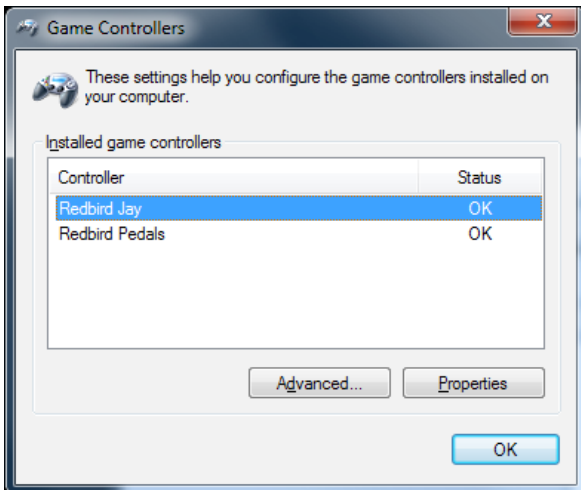 Game Controllers
These settings help you configure the game controllers installed on
your computer.
Installed game controllers
Controller Status
Redbird Jay OK
Redbird Pedals OK
Advanced... Properties
OK